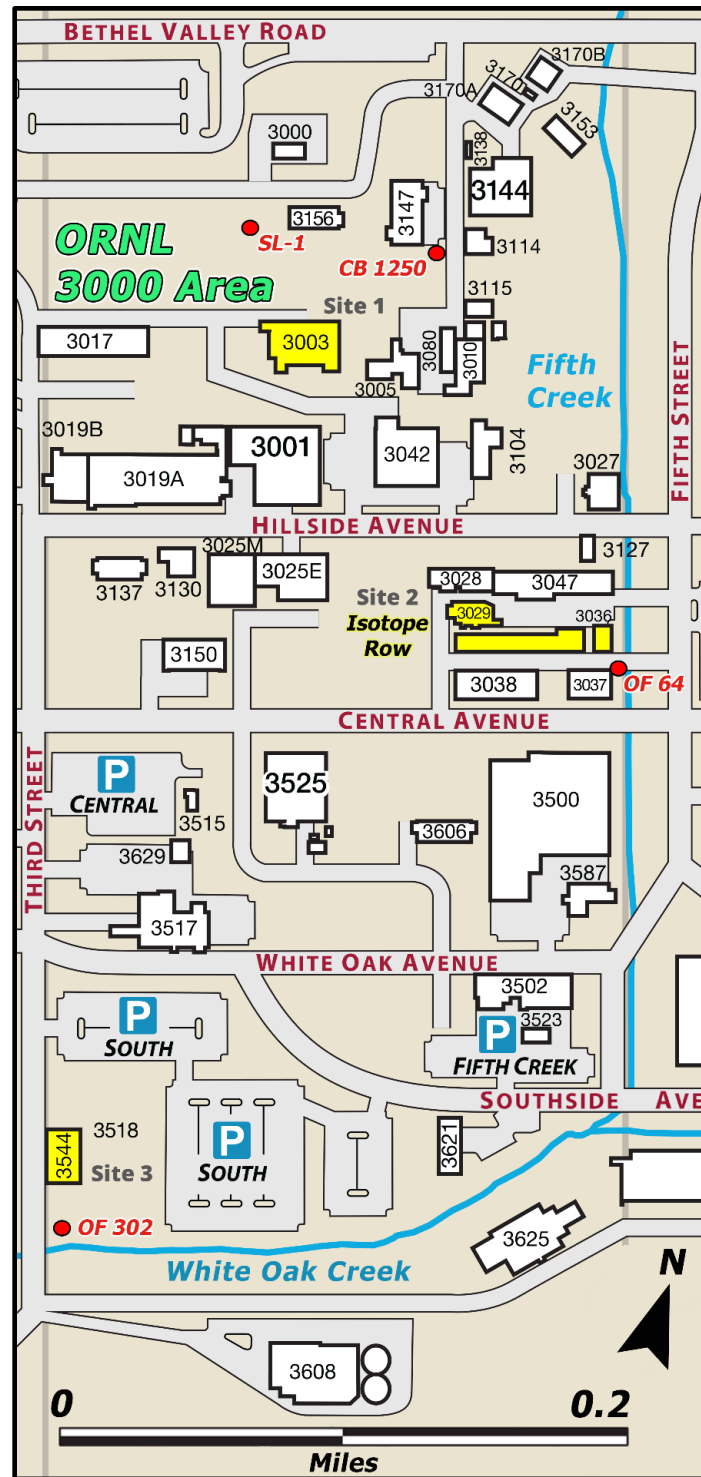 BETHEL VALLEY ROAD
3170B
3170
3170A
3153
3000
3138
3144
3147
3156
SL-1
ORNL
3000 Area
3114
CB 1250
Site 1
3115
3017
3003
3080
3010
Fifth
Creek
3005
3019B
3001
3042
3104
3019A
3027
FIFTH STREET
HILLSIDE AVENUE
3025M
3127
3025E
3028
3047
3137
3130
Site 2
Isotope
Row
3029
3036
3150
3038
3037
OF 64
CENTRAL AVENUE
P
CENTRAL
3525
3500
3515
3606
THIRD STREET
3629
3587
3517
WHITE OAK AVENUE
3502
P
SOUTH
P
3523
FIFTH CREEK
SOUTHSIDE AVE
3544
3518
Site 3
P
SOUTH
3621
OF 302
3625
White Oak Creek
N
3608
0
0.2
Miles